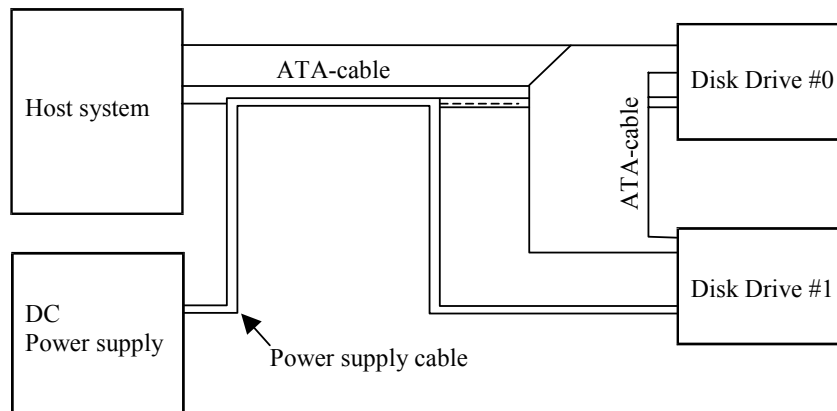 ATA-cable
Disk Drive #0
Host system
ATA-cable
Disk Drive #1
DC
Power supply
Power supply cable